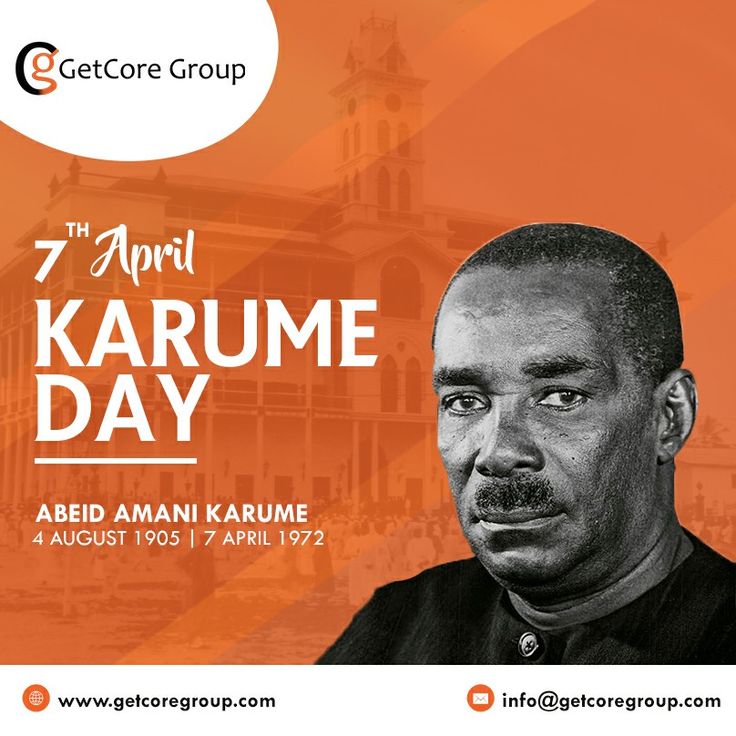 GetCore Group
7TH April
KARUME
DAY
ABEID AMANI KARUME
4 AUGUST 1905 | 7 APRIL 1972
www.getcoregroup.com
info@getcoregroup.com